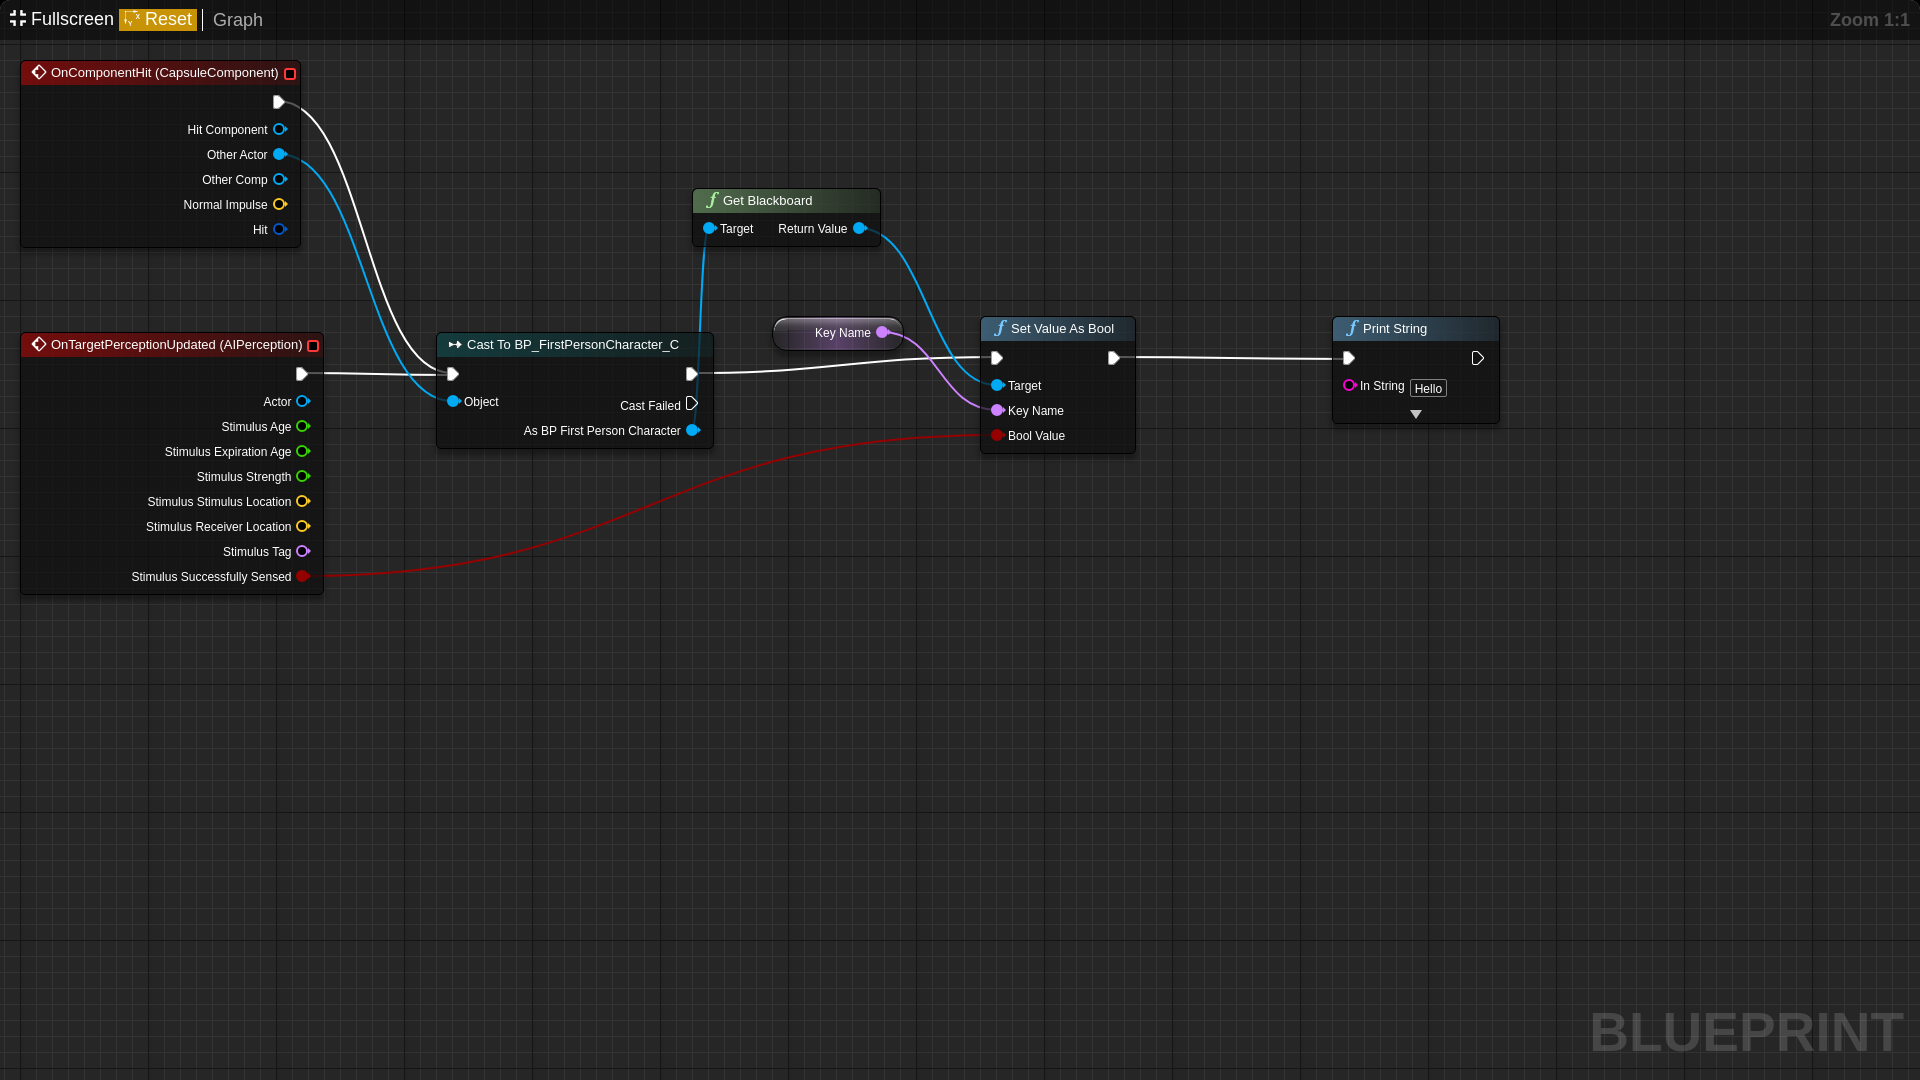 Fullscreen Reset Graph
Zoom 1:1
OnComponentHit (CapsuleComponent)
Hit Component
Other Actor
Other Comp
Normal Impulse
Hit
OnTargetPerceptionUpdated (AIPerception)
Actor
Stimulus Age
Stimulus Expiration Age
Stimulus Strength
Stimulus Stimulus Location
Stimulus Receiver Location
Stimulus Tag
Stimulus Successfully Sensed
Cast To BP_FirstPersonCharacter_C
Object
Cast Failed
As BP First Person Character
Get Blackboard
Target Return Value
Key Name
Set Value As Bool
Target
Key Name
Bool Value
Print String
In String Hello
BLUEPRINT